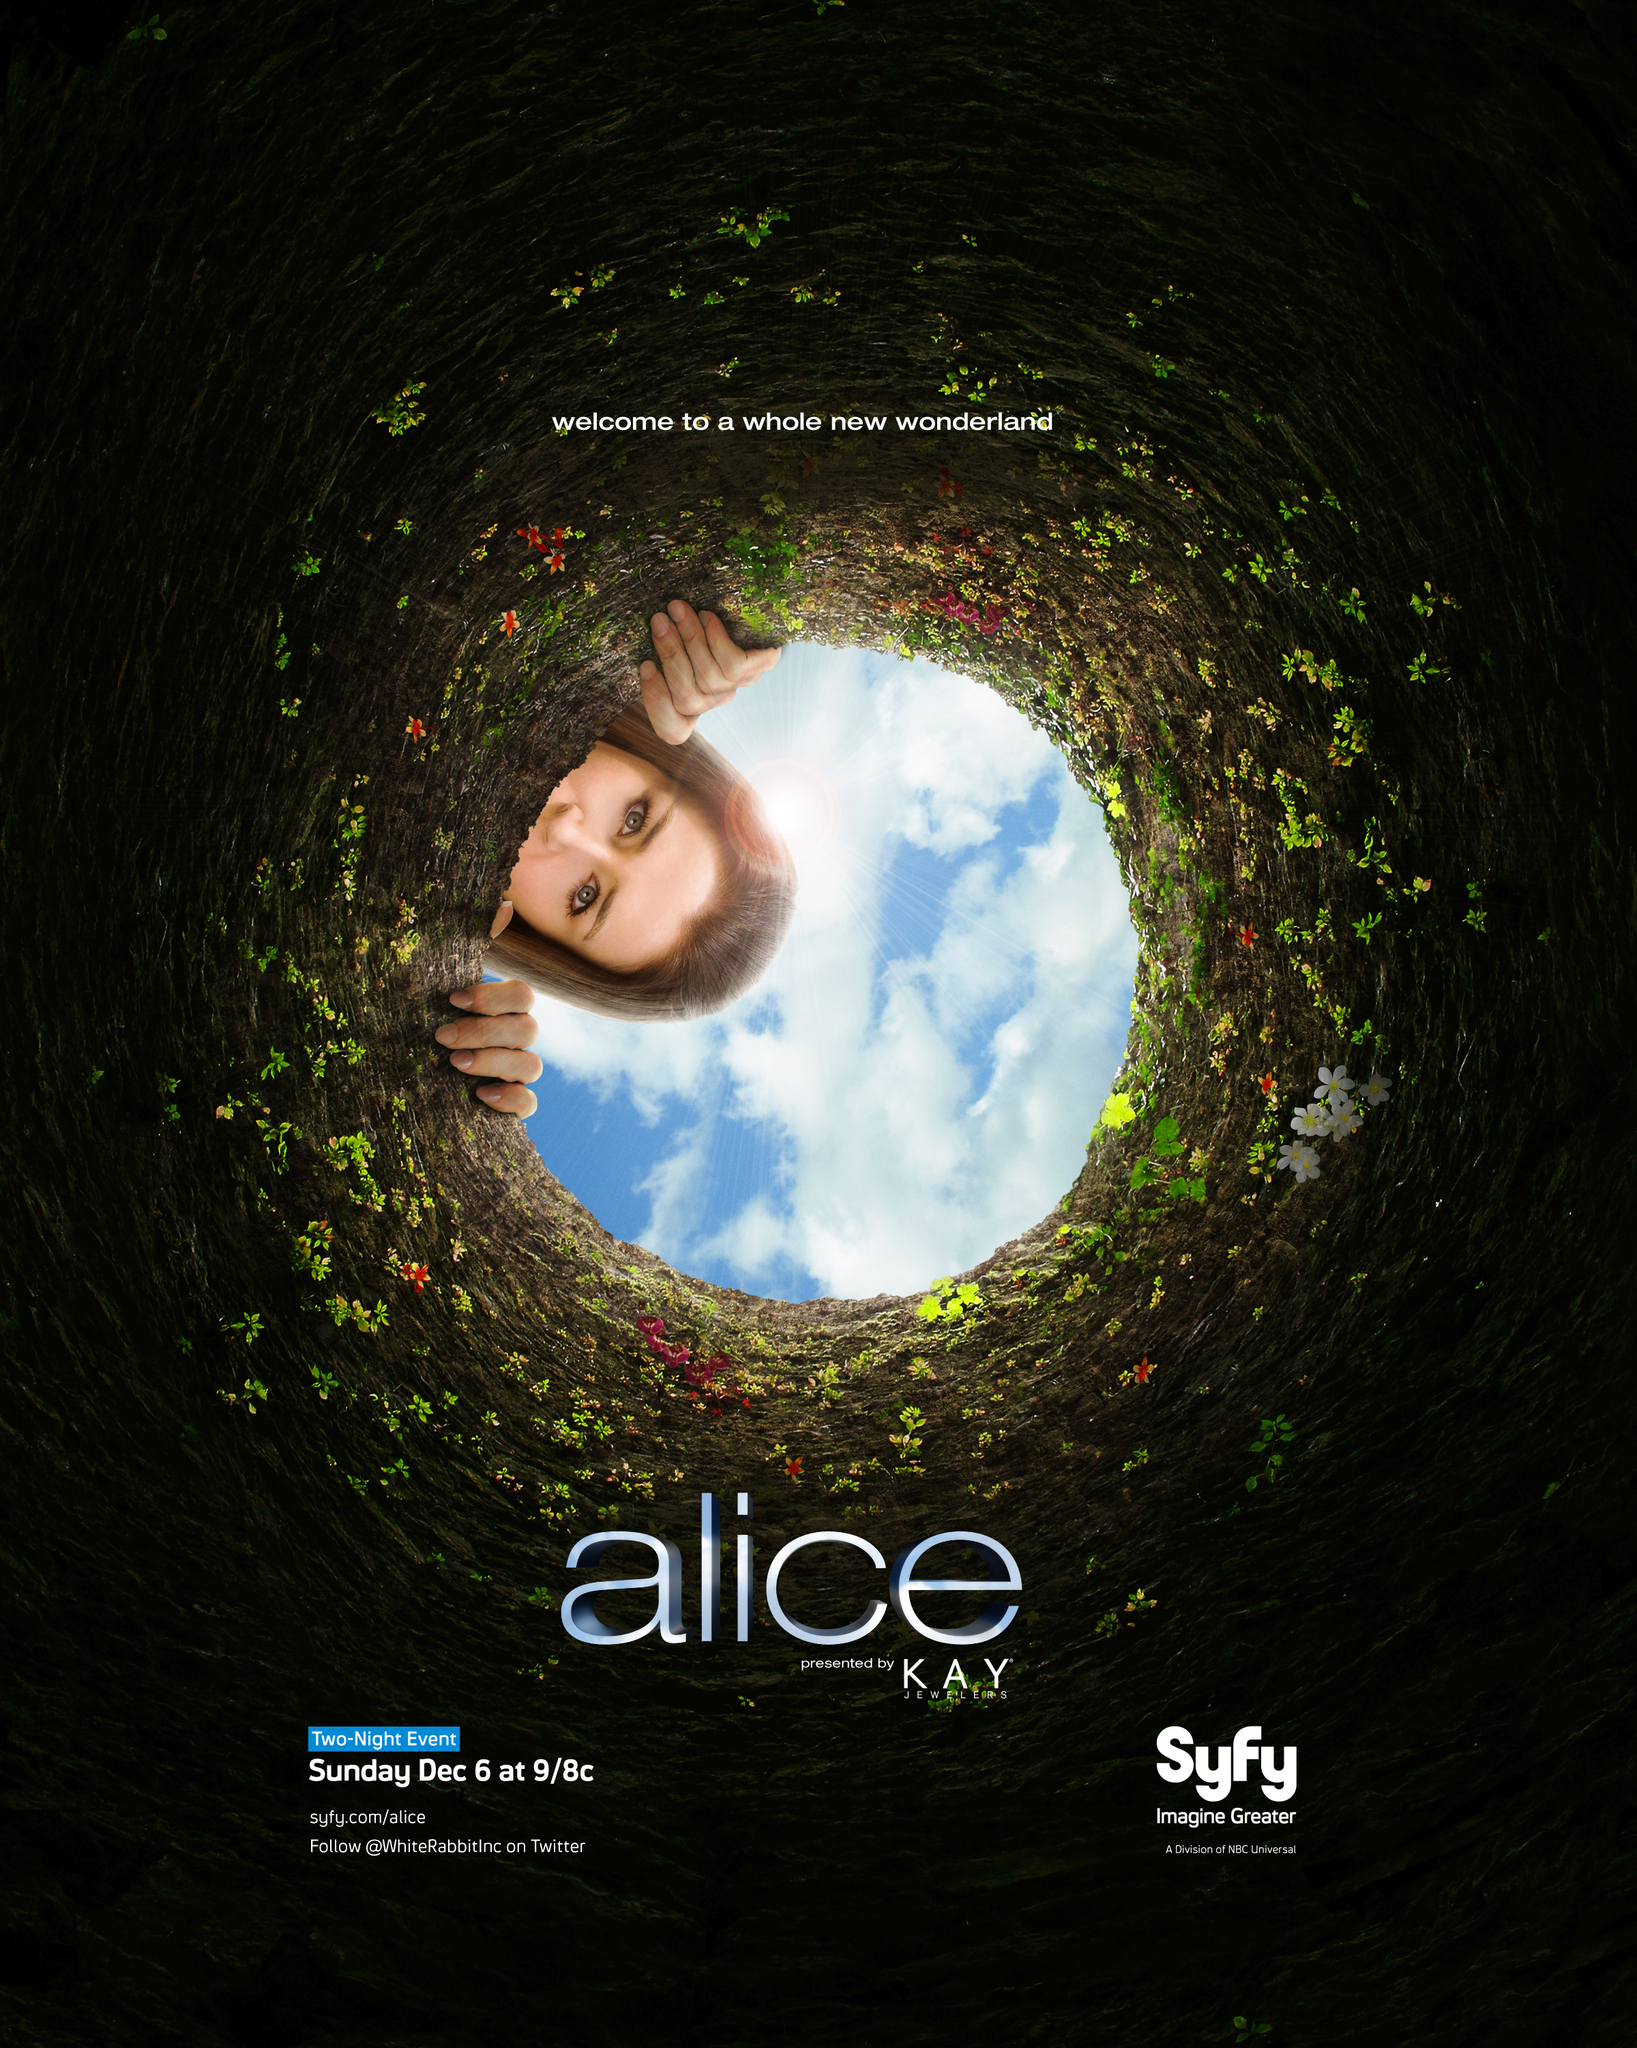 welcome to a whole new wonderland
alice
presented by KAY®
JEWELERS
Two-Night Event
Sunday Dec 6 at 9/8c
syfy.com/alice
Follow @WhiteRabbitInc on Twitter
Syfy
Imagine Greater
A Division of NBC Universal